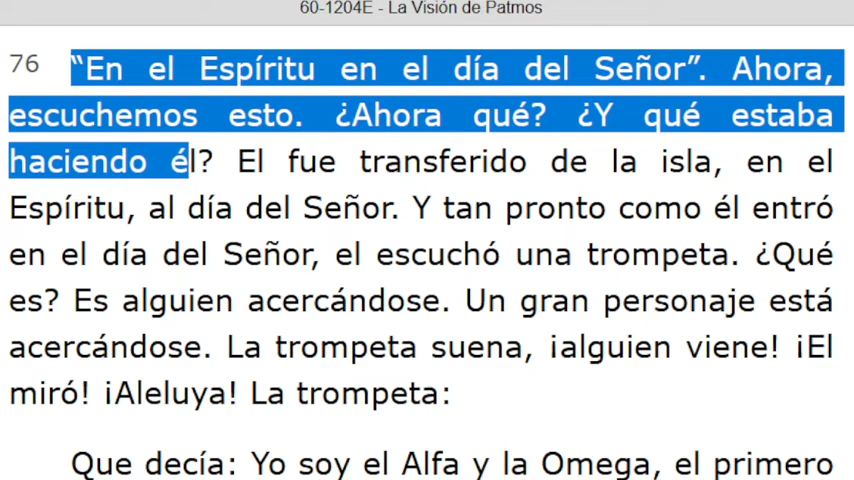 60-1204E - La Visión de Patmos
76 “En el Espíritu en el día del Señor”. Ahora,
escuchemos esto. ¿Ahora qué? ¿Y qué estaba
haciendo él? El fue transferido de la isla, en el
Espíritu, al día del Señor. Y tan pronto como él entró
en el día del Señor, el escuchó una trompeta. ¿Qué
es? Es alguien acercándose. Un gran personaje está
acercándose. La trompeta suena, ¡alguien viene! ¡El
miró! ¡Aleluya! La trompeta:
Que decía: Yo soy el Alfa y la Omega, el primero